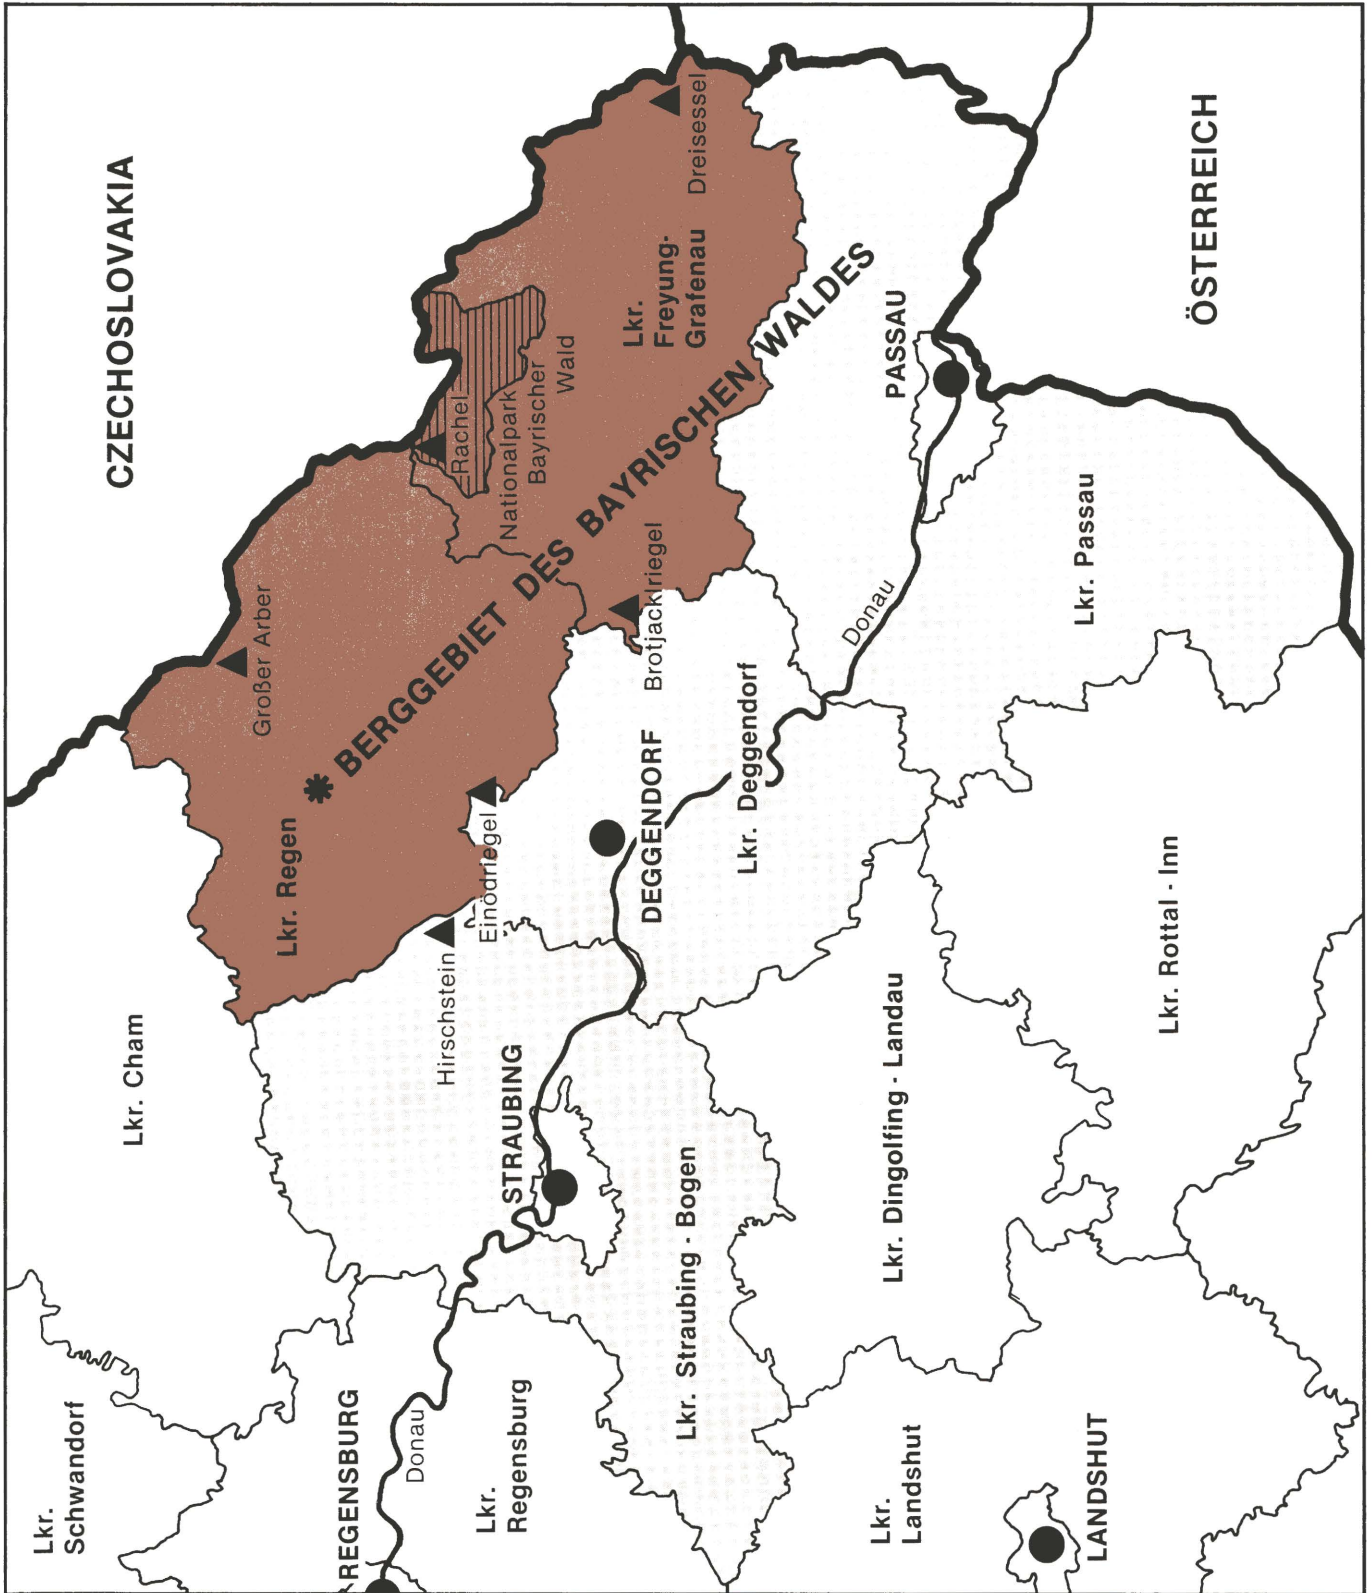 CZECHOSLOVAKIA
Lkr.
Schwandorf
Lkr. Cham
Großer Arber
Lkr. Regen
BERGGEBIET DES BAYRISCHEN WALDES
Rachel
Nationalpark
Bayrischer
Wald
Lkr.
Freyung-
Grafenau
Dreisessel
REGENSBURG
Donau
Hirschstein
Einödriegel
Brotjacklriegel
Lkr.
Regensburg
STRAUBING
DEGGENDORF
Lkr. Straubing - Bogen
Lkr. Deggendorf
Donau
PASSAU
Lkr.
Landshut
Lkr. Dingolfing - Landau
Lkr. Passau
LANDSHUT
Lkr. Rottal - Inn
ÖSTERREICH